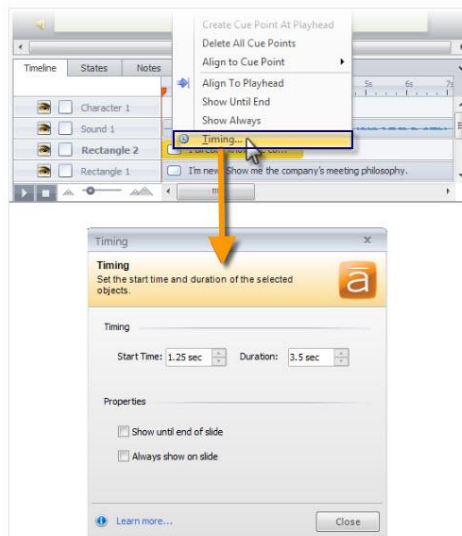 Create Cue Point At Playhead
Delete All Cue Points
Align to Cue Point
Timeline States Notes
Align To Playhead
5s 6s 7s
Show Until End
Character 1
Show Always
Sound 1
Timing...
Rectangle 2
Rectangle 1 I'm new. Show me the company's meeting philosophy.
Timing
Timing
Set the start time and duration of the selected
objects.
Timing
Start Time: 1.25 sec Duration: 3.5 sec
Properties
Show until end of slide
Always show on slide
Learn more... Close